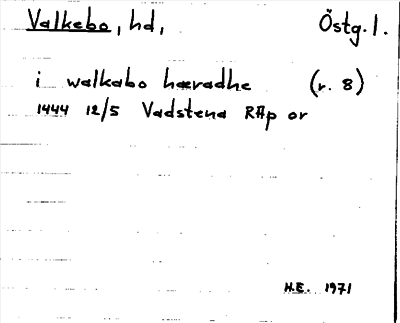 Valkebo, hd, Östg. l.
i walkabo hæradhe (r. 8)
1444 12/5 Vadstena RAp or
H.E. 1971